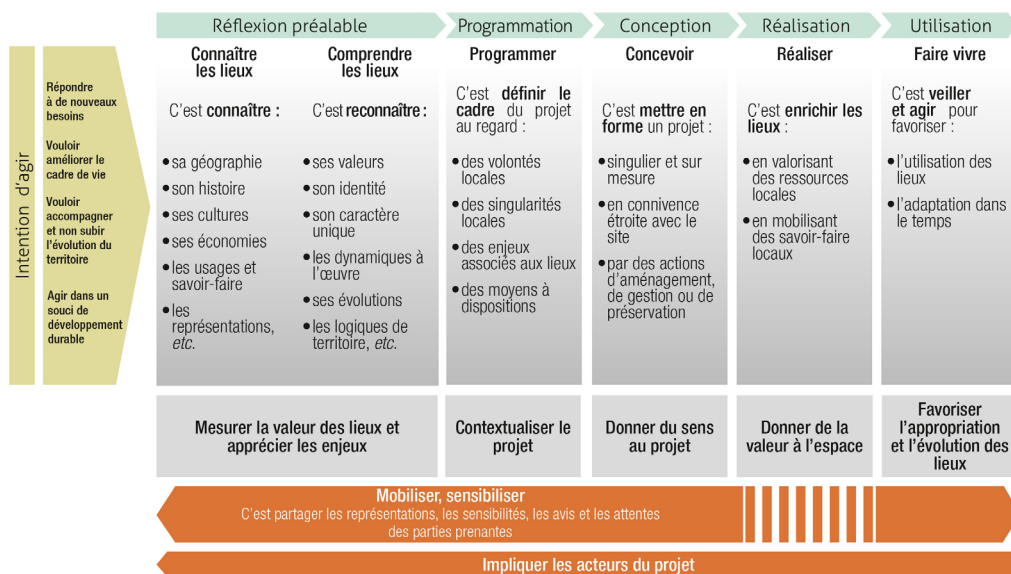 Réflexion préalable
Programmation
Conception
Réalisation
Utilisation
Intention d'agir
Répondre
à de nouveaux
besoins
Vouloir
améliorer le
cadre de vie
Vouloir
accompagner
et non subir
l'évolution du
territoire
Agir dans un
souci de
développement
durable
Connaître
les lieux
C'est connaître :
• sa géographie
• son histoire
• ses cultures
• ses économies
• les usages et
savoir-faire
• les
représentations,
etc.
Comprendre
les lieux
C'est reconnaître :
• ses valeurs
• son identité
• son caractère
unique
• les dynamiques à
l'œuvre
• ses évolutions
• les logiques de
territoire, etc.
Programmer
C'est définir le
cadre du projet
au regard :
• des volontés
locales
• des singularités
locales
• des enjeux
associés aux lieux
• des moyens à
dispositions
Concevoir
C'est mettre en
forme un projet :
• singulier et sur
mesure
• en connivence
étroite avec le
site
• par des actions
d'aménagement,
de gestion ou de
préservation
Réaliser
C'est enrichir les
lieux :
• en valorisant
des ressources
locales
• en mobilisant
des savoir-faire
locaux
Faire vivre
C'est veiller
et agir pour
favoriser :
• l'utilisation des
lieux
• l'adaptation dans
le temps
Mesurer la valeur des lieux et
apprécier les enjeux
Contextualiser le
projet
Donner du sens
au projet
Donner de la
valeur à l'espace
Favoriser
l'appropriation
et l'évolution des
lieux
Mobiliser, sensibiliser
C'est partager les représentations, les sensibilités, les avis et les attentes
des parties prenantes
Impliquer les acteurs du projet